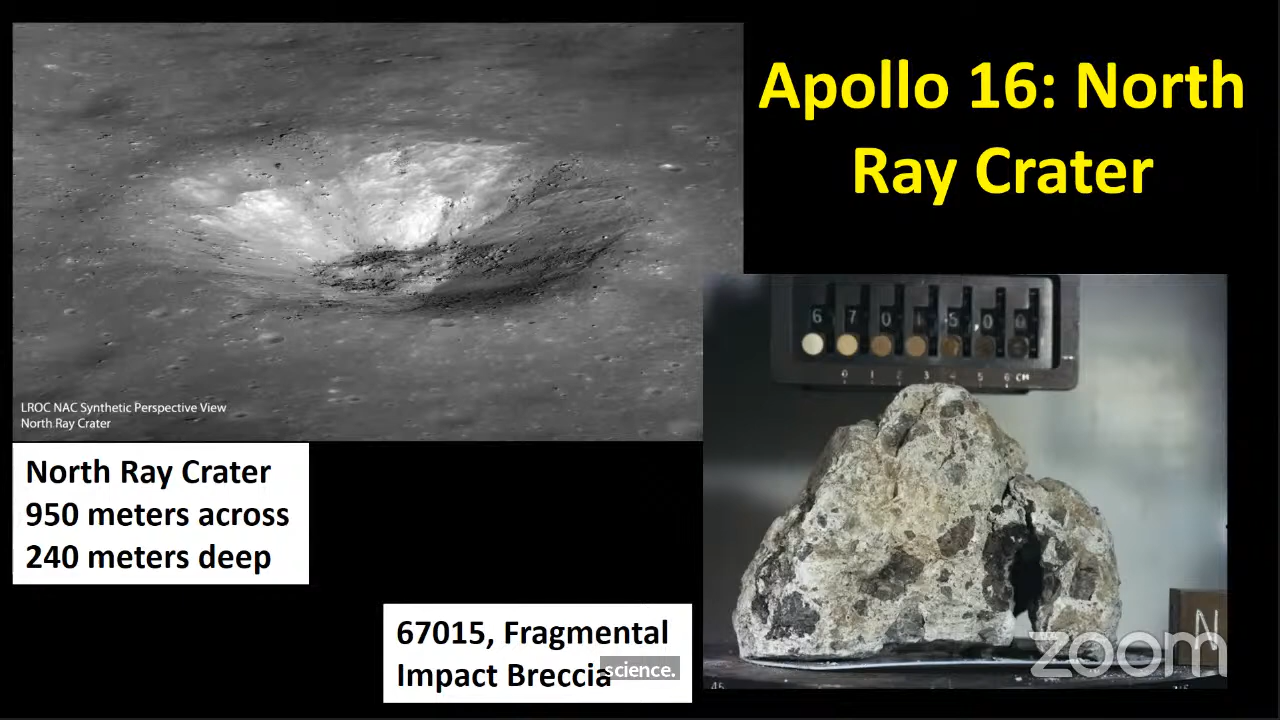 Apollo 16: North
Ray Crater
LROC NAC Synthetic Perspective View
North Ray Crater
North Ray Crater
950 meters across
240 meters deep
67015, Fragmental
Impact Breccia
science.
6 7 0 1 5 0 0
0 1 2 3 4 5 6 CM
N
zoom